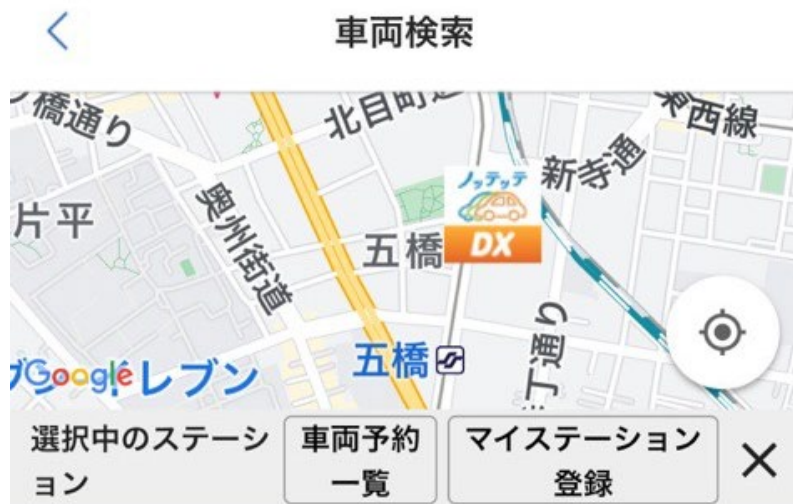 車両検索
橋通り
北目町通
東西線
新寺通
ノッテッテ
DX
片平
奥州街道
五橋
五橋
丁通り
Google
レブン
選択中のステーション
車両予約
一覧
マイステーション
登録